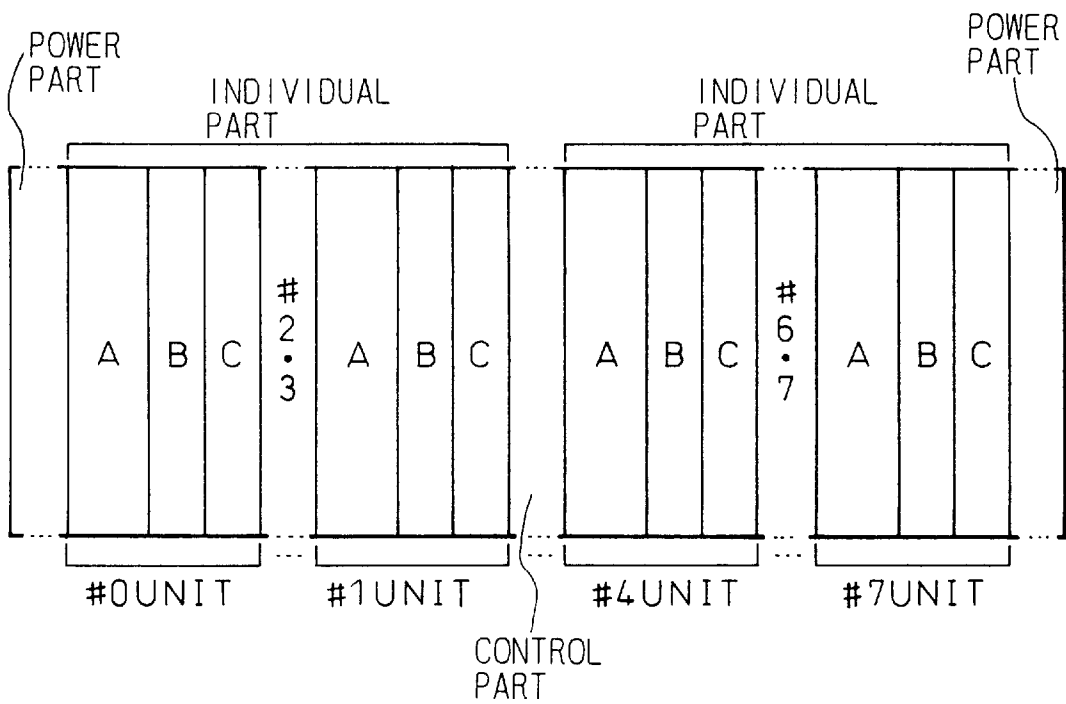 POWER
PART
INDIVIDUAL
PART
INDIVIDUAL
PART
POWER
PART
A B C
#
2
·
3
A B C
A B C
#
6
·
7
A B C
#0UNIT
#1UNIT
#4UNIT
#7UNIT
CONTROL
PART